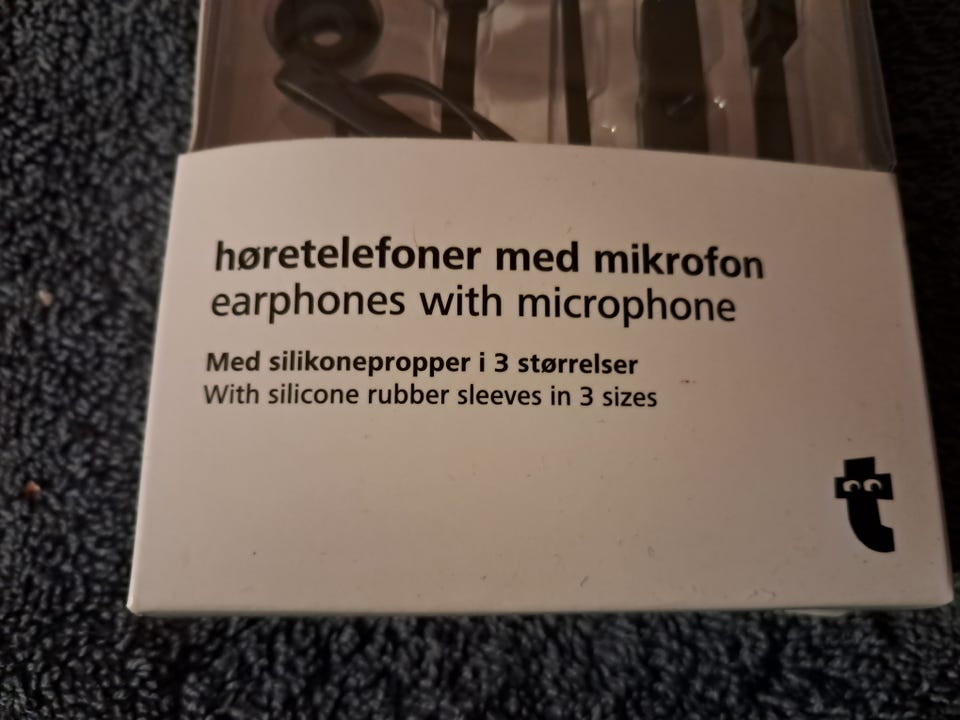 høretelefoner med mikrofon
earphones with microphone
Med silikonepropper i 3 størrelser
With silicone rubber sleeves in 3 sizes
t